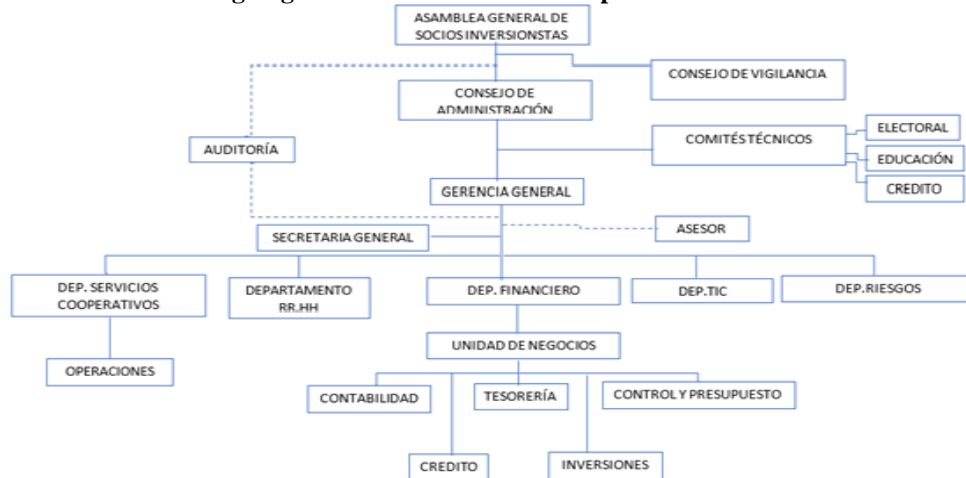 ASAMBLEA GENERAL DE
SOCIOS INVERSIONSTAS
CONSEJO DE VIGILANCIA
CONSEJO DE
ADMINISTRACIÓN
ELECTORAL
COMITÉS TÉCNICOS
AUDITORÍA
EDUCACIÓN
CREDITO
GERENCIA GENERAL
ASESOR
SECRETARIA GENERAL
DEP. SERVICIOS
COOPERATIVOS
DEPARTAMENTO
RR.HH
DEP. FINANCIERO
DEP.TIC
DEP.RIESGOS
UNIDAD DE NEGOCIOS
OPERACIONES
CONTABILIDAD
TESORERÍA
CONTROL Y PRESUPUESTO
CREDITO
INVERSIONES